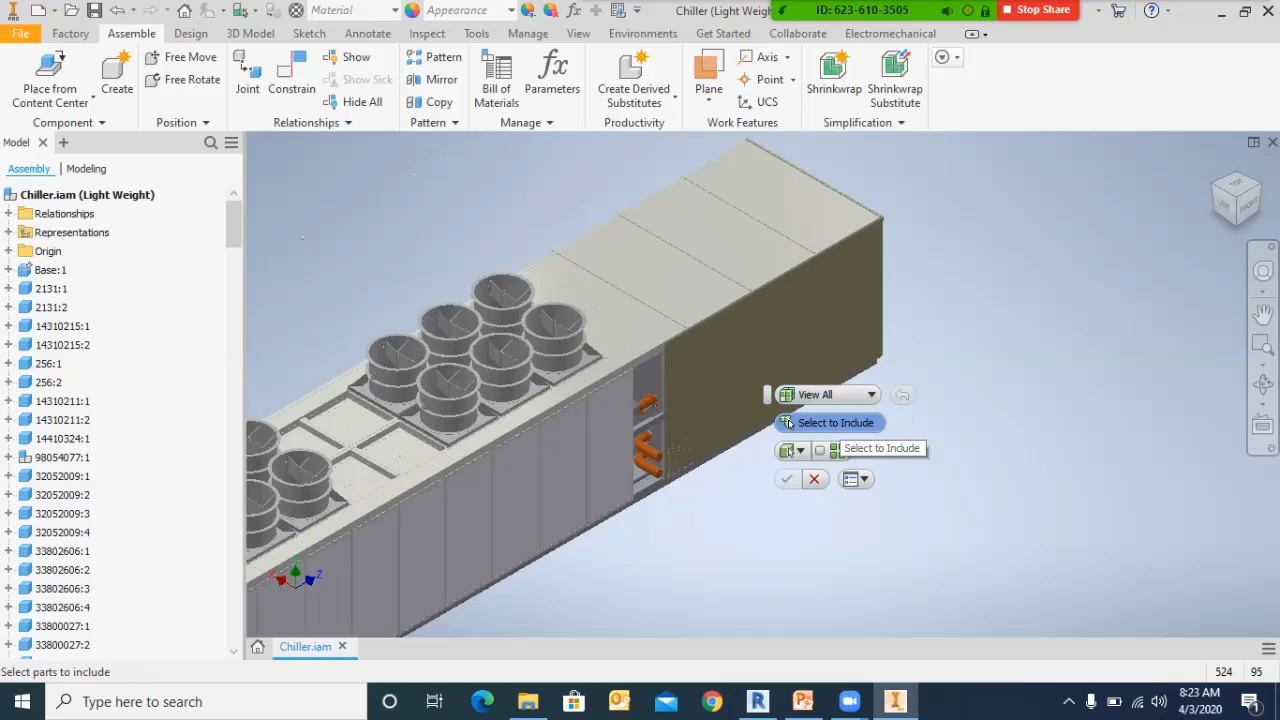 PRO
Material
Appearance
Chiller (Light Weigh
ID: 623-610-3505
Stop Share
File
Factory
Assemble
Design
3D Model
Sketch
Annotate
Inspect
Tools
Manage
View
Environments
Get Started
Collaborate
Electromechanical
Place from
Content Center
Create
Free Move
Free Rotate
Joint
Constrain
Show
Show Sick
Hide All
Pattern
Mirror
Copy
Bill of
Materials
fx
Parameters
Create Derived
Substitutes
Plane
Axis
Point
UCS
Shrinkwrap
Shrinkwrap
Substitute
Component
Position
Relationships
Pattern
Manage
Productivity
Work Features
Simplification
Model
Assembly
Modeling
Chiller.iam (Light Weight)
Relationships
Representations
Origin
Base:1
2131:1
2131:2
14310215:1
14310215:2
256:1
256:2
14310211:1
14310211:2
14410324:1
98054077:1
32052009:1
32052009:2
32052009:3
32052009:4
33802606:1
33802606:2
33802606:3
33802606:4
33800027:1
33800027:2
TOP
FRONT
View All
Select to Include
Select to Include
Z
Chiller.iam
Select parts to include
524
95
Type here to search
8:23 AM
4/3/2020